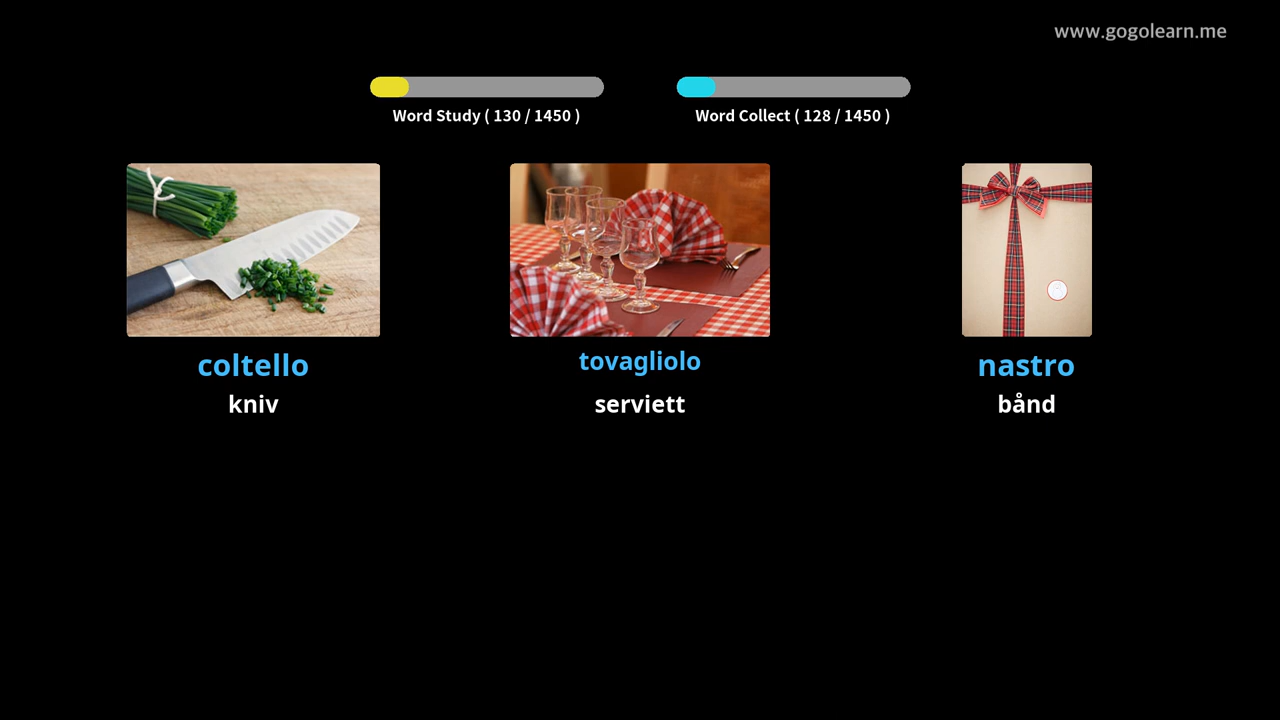 www.gogolearn.me
Word Study ( 130 / 1450 )
Word Collect ( 128 / 1450 )
coltello
kniv
tovagliolo
serviett
nastro
bånd